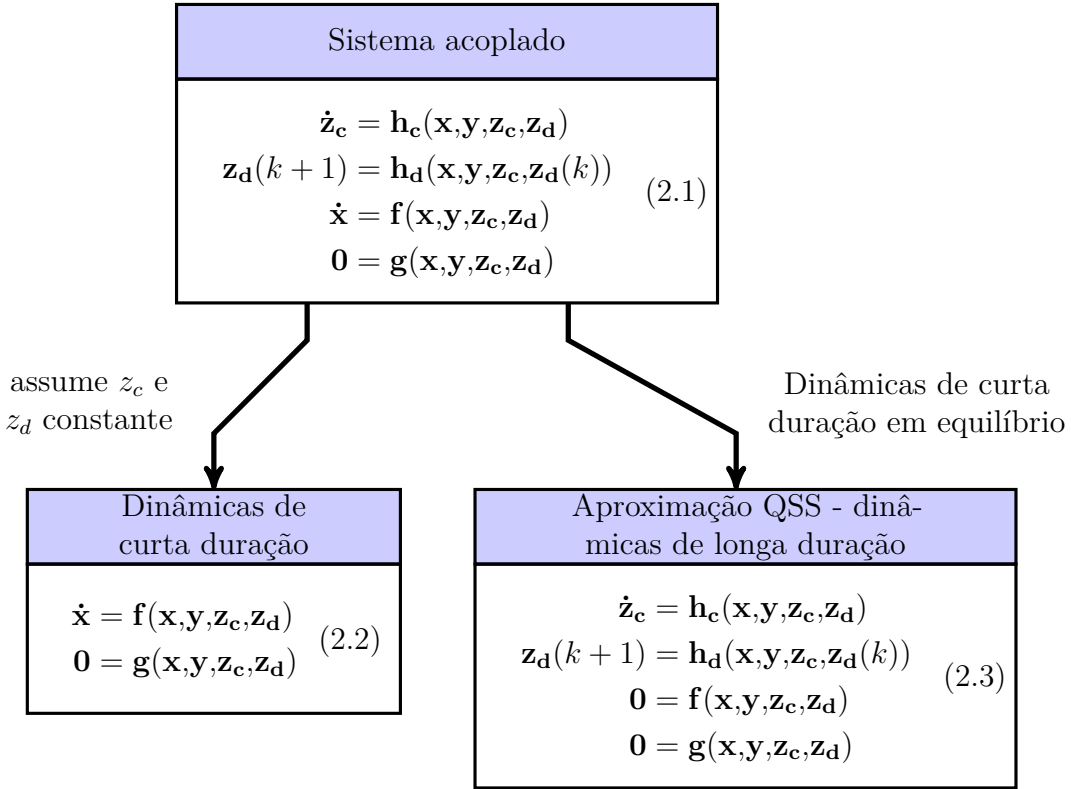 Sistema acoplado
ż_c = h_c(x,y,z_c,z_d)
z_d(k + 1) = h_d(x,y,z_c,z_d(k))
ẋ = f(x,y,z_c,z_d)
0 = g(x,y,z_c,z_d)
(2.1)
assume z_c e
z_d constante
Dinâmicas de curta
duração em equilíbrio
Dinâmicas de
curta duração
ẋ = f(x,y,z_c,z_d)
0 = g(x,y,z_c,z_d)
(2.2)
Aproximação QSS - dinâ-
micas de longa duração
ż_c = h_c(x,y,z_c,z_d)
z_d(k + 1) = h_d(x,y,z_c,z_d(k))
0 = f(x,y,z_c,z_d)
0 = g(x,y,z_c,z_d)
(2.3)